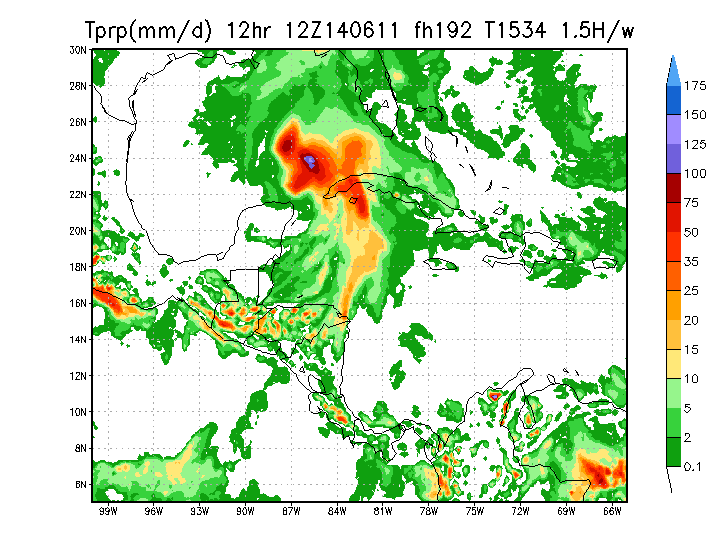 Tprp(mm/d) 12hr 12Z140611 fh192 T1534 1.5H/w
30N
28N
26N
24N
22N
20N
18N
16N
14N
12N
10N
8N
6N
99W 96W 93W 90W 87W 84W 81W 78W 75W 72W 69W 66W
175
150
125
100
75
50
35
25
20
15
10
5
2
0.1